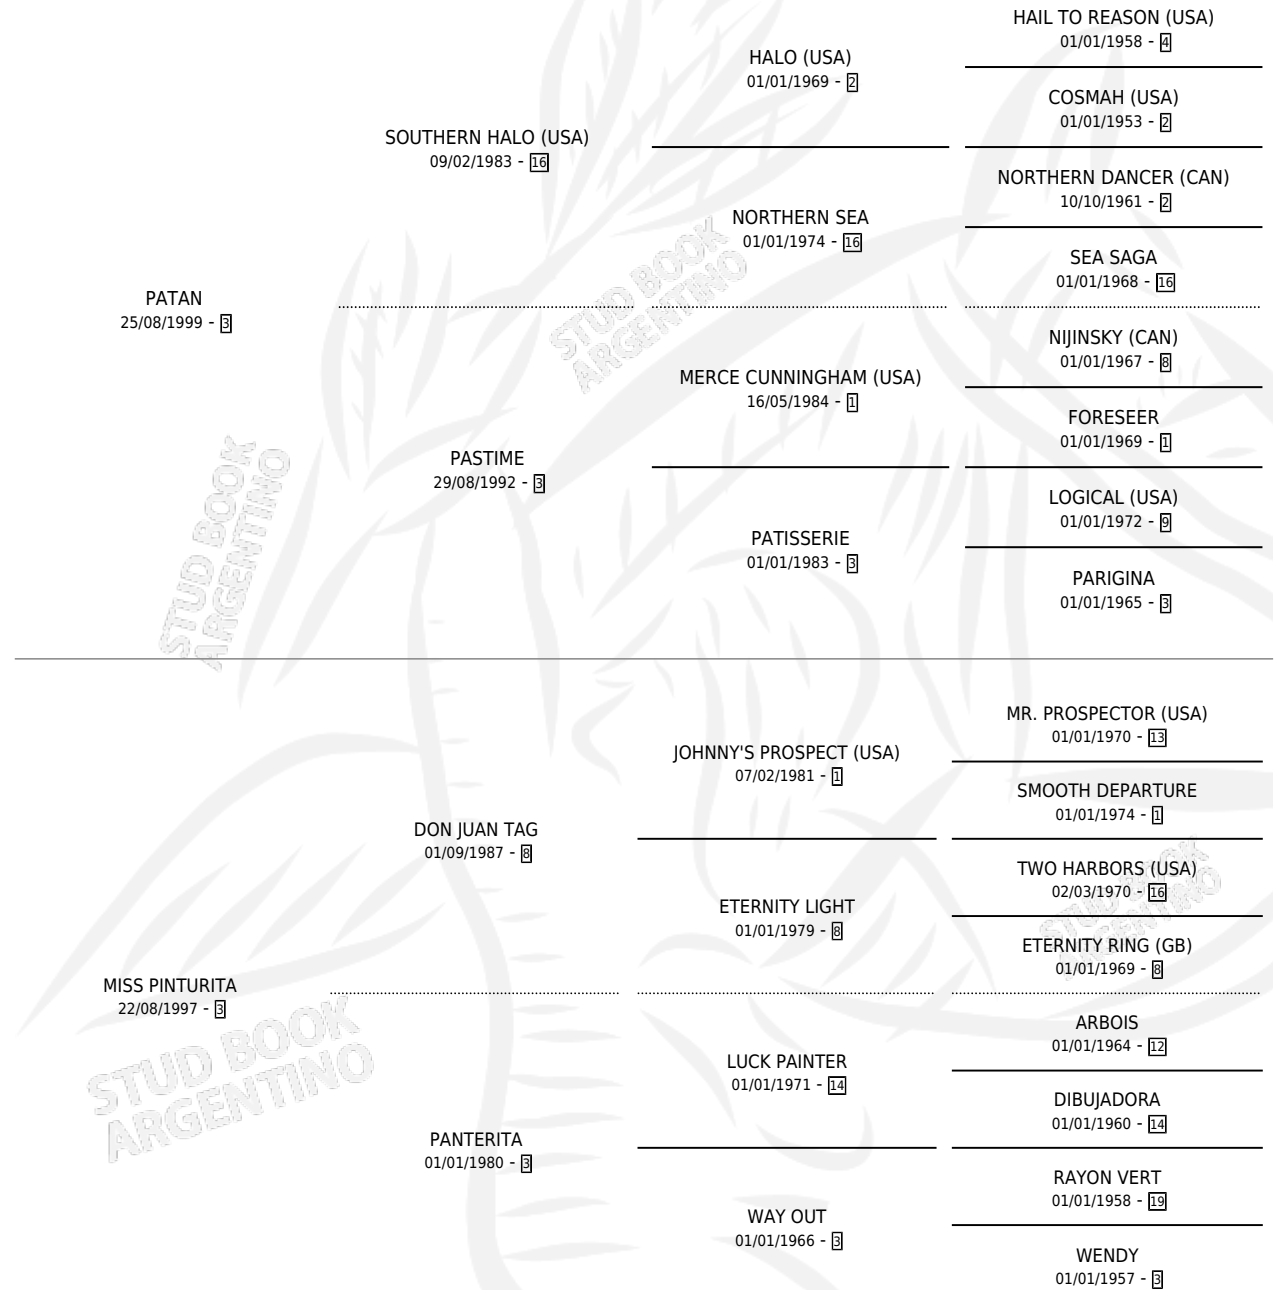 HAIL TO REASON (USA)
01/01/1958 - 4
HALO (USA)
01/01/1969 - 2
COSMAH (USA)
01/01/1953 - 2
SOUTHERN HALO (USA)
09/02/1983 - 16
NORTHERN DANCER (CAN)
10/10/1961 - 2
NORTHERN SEA
01/01/1974 - 16
SEA SAGA
01/01/1968 - 16
PATAN
25/08/1999 - 3
NIJINSKY (CAN)
01/01/1967 - 8
MERCE CUNNINGHAM (USA)
16/05/1984 - 1
FORESEER
01/01/1969 - 1
PASTIME
29/08/1992 - 3
LOGICAL (USA)
01/01/1972 - 9
PATISSERIE
01/01/1983 - 3
PARIGINA
01/01/1965 - 3
MR. PROSPECTOR (USA)
01/01/1970 - 13
JOHNNY'S PROSPECT (USA)
07/02/1981 - 1
SMOOTH DEPARTURE
01/01/1974 - 1
DON JUAN TAG
01/09/1987 - 8
TWO HARBORS (USA)
02/03/1970 - 16
ETERNITY LIGHT
01/01/1979 - 8
ETERNITY RING (GB)
01/01/1969 - 8
MISS PINTURITA
22/08/1997 - 3
ARBOIS
01/01/1964 - 12
LUCK PAINTER
01/01/1971 - 14
DIBUJADORA
01/01/1960 - 14
PANTERITA
01/01/1980 - 3
RAYON VERT
01/01/1958 - 19
WAY OUT
01/01/1966 - 3
WENDY
01/01/1957 - 3
STUD BOOK
ARGENTINO
STUD BOOK
ARGENTINO
STUD BOOK
ARGENTINO
STUD BOOK
ARGENTINO